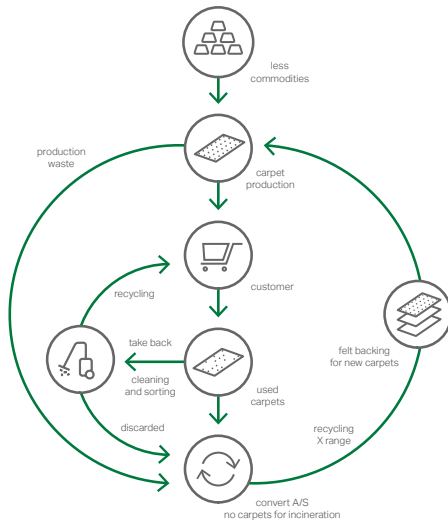 less
commodities
production
waste
carpet
production
recycling
customer
take back
cleaning
and sorting
used
carpets
felt backing
for new carpets
discarded
recycling
X range
convert A/S
no carpets for incineration